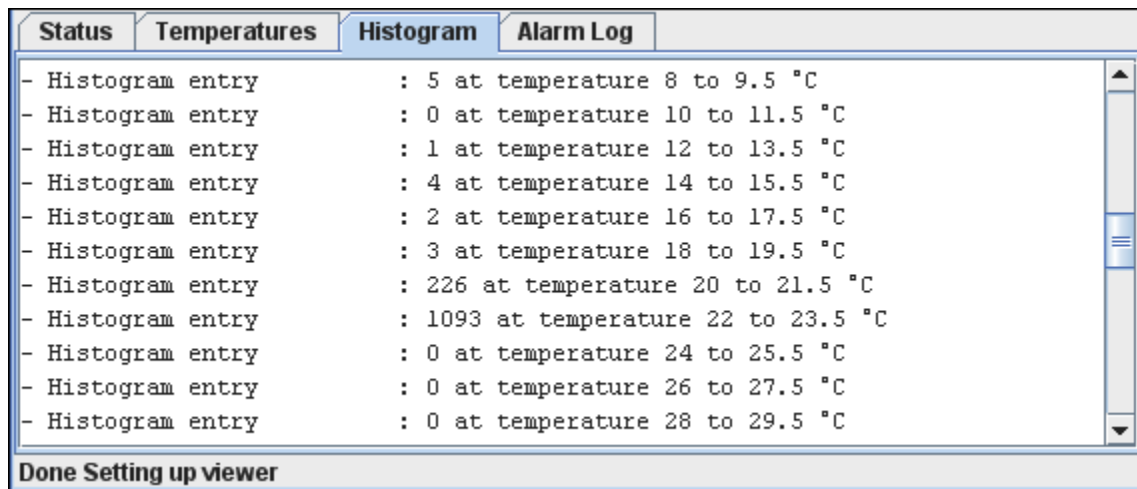 Status Temperatures Histogram Alarm Log
- Histogram entry : 5 at temperature 8 to 9.5 °C
- Histogram entry : 0 at temperature 10 to 11.5 °C
- Histogram entry : 1 at temperature 12 to 13.5 °C
- Histogram entry : 4 at temperature 14 to 15.5 °C
- Histogram entry : 2 at temperature 16 to 17.5 °C
- Histogram entry : 3 at temperature 18 to 19.5 °C
- Histogram entry : 226 at temperature 20 to 21.5 °C
- Histogram entry : 1093 at temperature 22 to 23.5 °C
- Histogram entry : 0 at temperature 24 to 25.5 °C
- Histogram entry : 0 at temperature 26 to 27.5 °C
- Histogram entry : 0 at temperature 28 to 29.5 °C
Done Setting up viewer